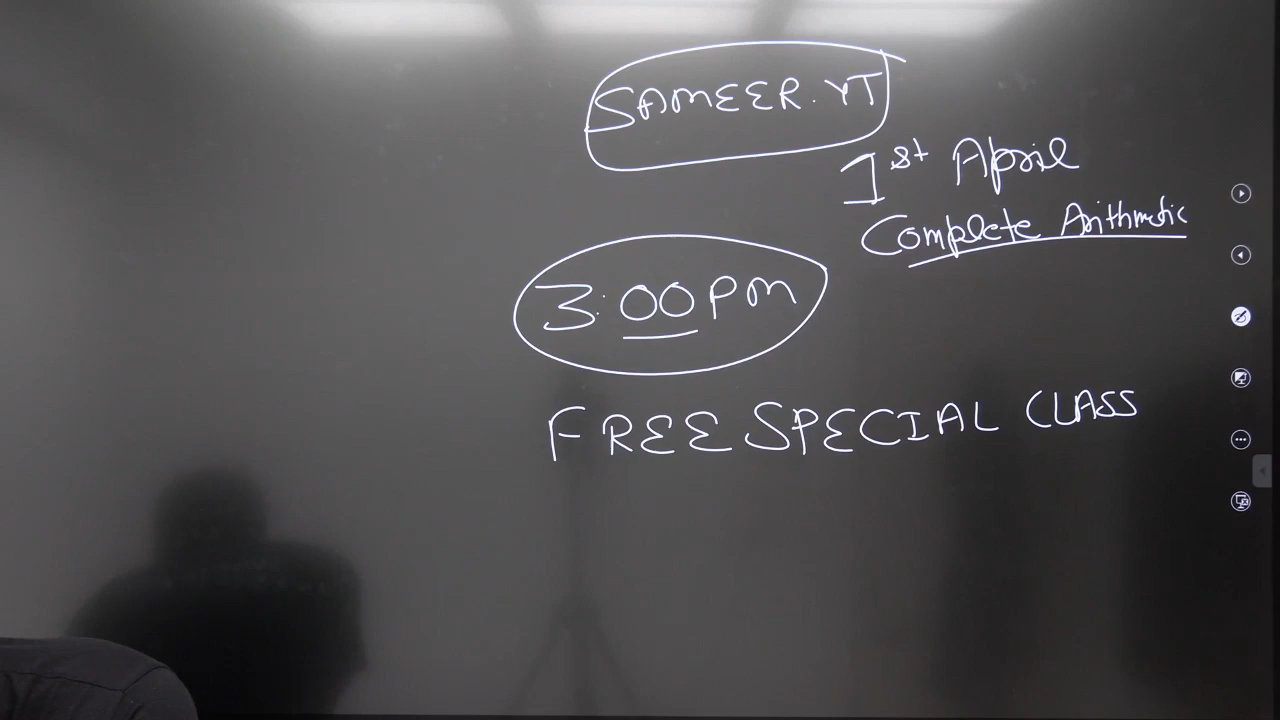 SAMEER.YT
1st April
Complete Arithmetic
3:00PM
FREE SPECIAL CLASS